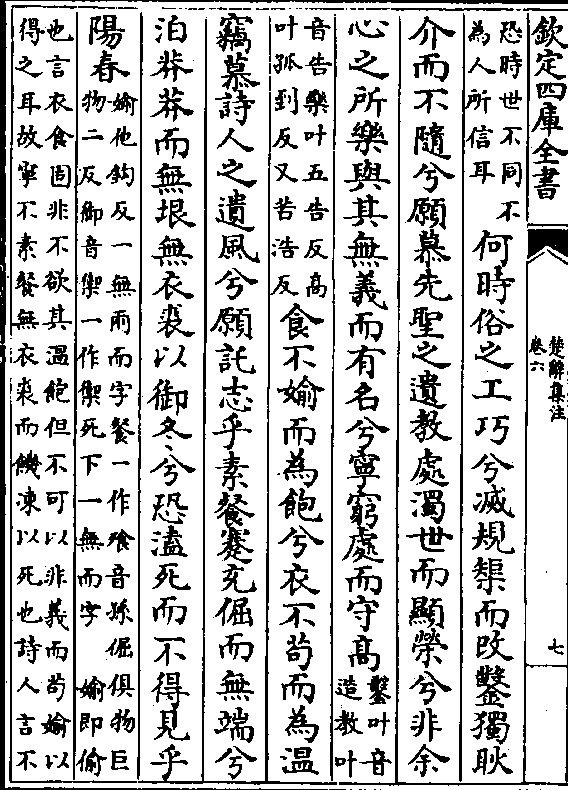 欽定四庫全書
楚辭集注
卷六
七
恐時世不同不
為人所信耳
何時俗之工巧兮滅規榘而改鑿獨耿
介而不隨兮願慕先聖之遺教處濁世而顯榮兮非余
心之所樂與其無義而有名兮寧窮處而守高
鑿叶音
造教叶
音告樂叶五告反高
叶孤到反又苦浩反
食不媮而為飽兮衣不苟而為温
竊慕詩人之遺風兮願託志乎素餐蹇充倔而無端兮
泊莽莽而無垠無衣裘以御冬兮恐溘死而不得見乎
陽春
媮他鉤反一無兩而字餐一作飱音孫倔俱物巨
物二反御音禦一作禦死下一無而字 媮即偷
也言衣食固非不欲其温飽但不可以非義而苟媮以
得之耳故寧不素餐無衣裘而饑凍以死也詩人言不